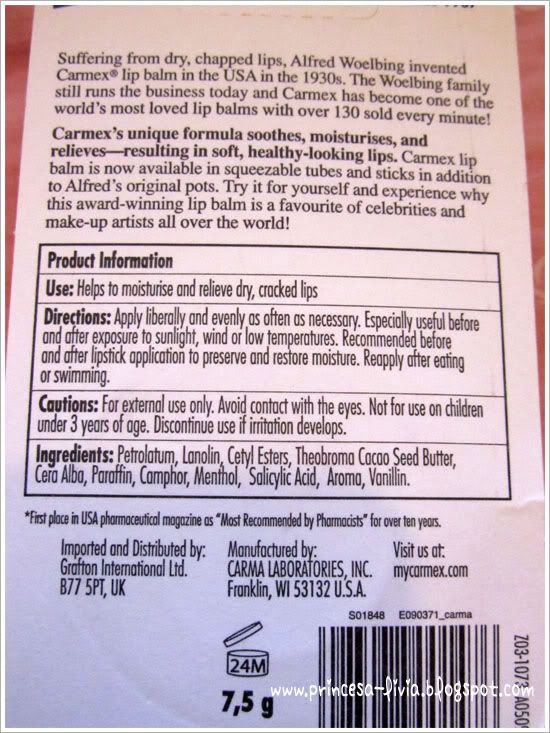 Suffering from dry, chapped lips, Alfred Woelbing invented
Carmex® lip balm in the USA in the 1930s. The Woelbing family
still runs the business today and Carmex has become one of the
world's most loved lip balms with over 130 sold every minute!
Carmex's unique formula soothes, moisturises, and
relieves—resulting in soft, healthy-looking lips. Carmex lip
balm is now available in squeezable tubes and sticks in addition
to Alfred's original pots. Try it for yourself and experience why
this award-winning lip balm is a favourite of celebrities and
make-up artists all over the world!
Product Information
Use: Helps to moisturise and relieve dry, cracked lips
Directions: Apply liberally and evenly as often as necessary. Especially useful before
and after exposure to sunlight, wind or low temperatures. Recommended before
and after lipstick application to preserve and restore moisture. Reapply after eating
or swimming.
Cautions: For external use only. Avoid contact with the eyes. Not for use on children
under 3 years of age. Discontinue use if irritation develops.
Ingredients: Petrolatum, Lanolin, Cetyl Esters, Theobroma Cacao Seed Butter,
Cera Alba, Paraffin, Camphor, Menthol, Salicylic Acid, Aroma, Vanillin.
*First place in USA pharmaceutical magazine as "Most Recommended by Pharmacists" for over ten years.
Imported and Distributed by:
Grafton International Ltd.
B77 5PT, UK
Manufactured by:
CARMA LABORATORIES, INC.
Franklin, WI 53132 U.S.A.
Visit us at:
mycarmex.com
S01848 E090371_carma
24M
7,5 g
www.princesa-livia.blogspot.com